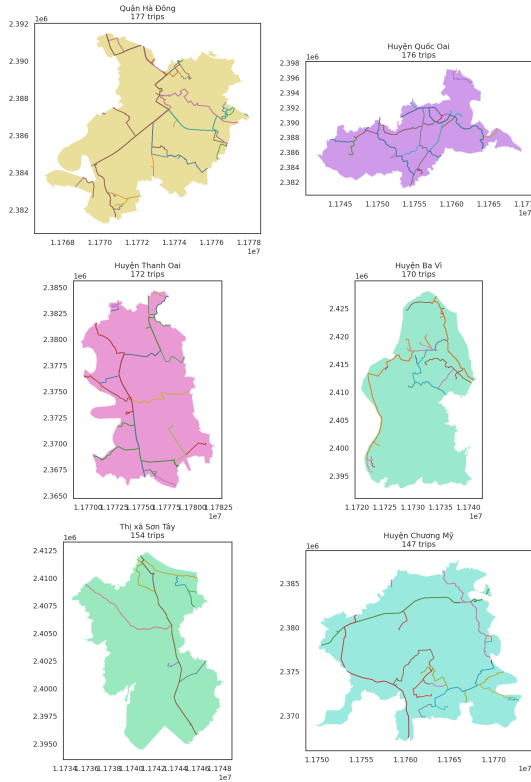 Quận Hà Đông
177 trips
1e6
2.392
2.390
2.388
2.386
2.384
2.382
1.1768 1.1770 1.1772 1.1774 1.1776 1.1778
1e7
Huyện Quốc Oai
176 trips
1e6
2.398
2.396
2.394
2.392
2.390
2.388
2.386
2.384
2.382
1.1745 1.1750 1.1755 1.1760 1.1765 1.177
1e7
Huyện Thanh Oai
172 trips
1e6
2.3850
2.3825
2.3800
2.3775
2.3750
2.3725
2.3700
2.3675
2.3650
1.17700 1.17725 1.17750 1.17775 1.17800 1.17825
1e7
Huyện Ba Vì
170 trips
1e6
2.425
2.420
2.415
2.410
2.405
2.400
2.395
1.1720 1.1725 1.1730 1.1735 1.1740
1e7
Thị xã Sơn Tây
154 trips
1e6
2.4125
2.4100
2.4075
2.4050
2.4025
2.4000
2.3975
2.3950
1.1734 1.1736 1.1738 1.1740 1.1742 1.1744 1.1746 1.1748
1e7
Huyện Chương Mỹ
147 trips
1e6
2.385
2.380
2.375
2.370
1.1750 1.1755 1.1760 1.1765 1.1770
1e7